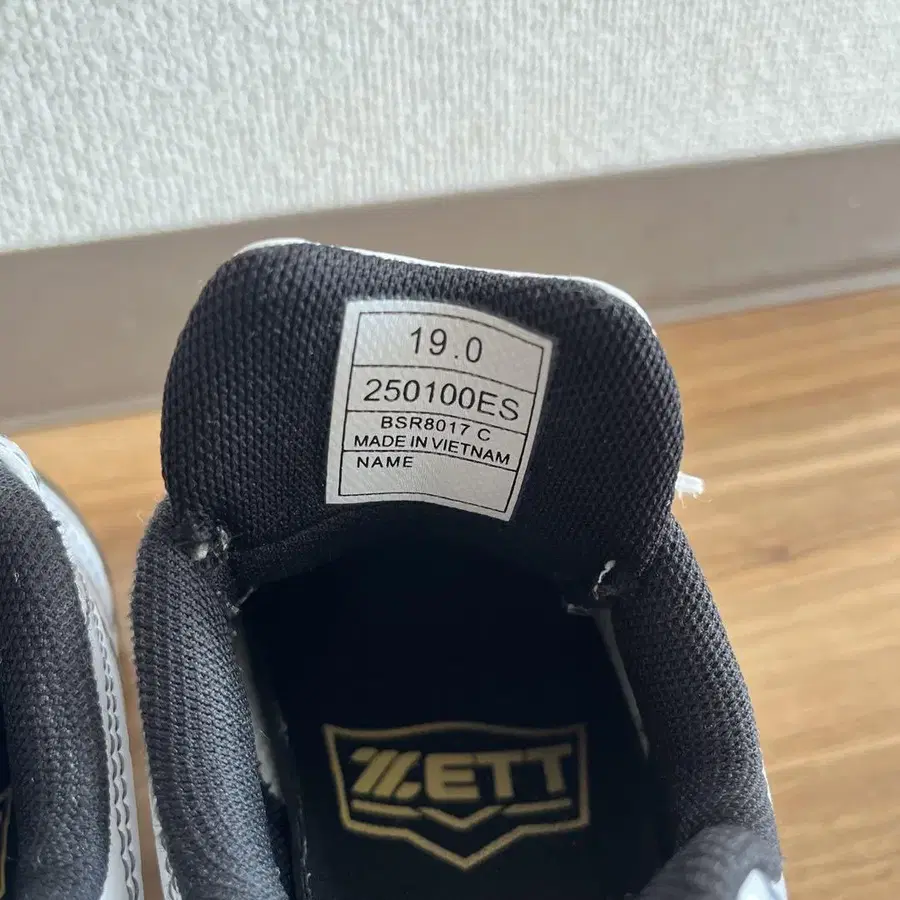 19.0
250100ES
BSR8017 C
MADE IN VIETNAM
NAME
ZETT